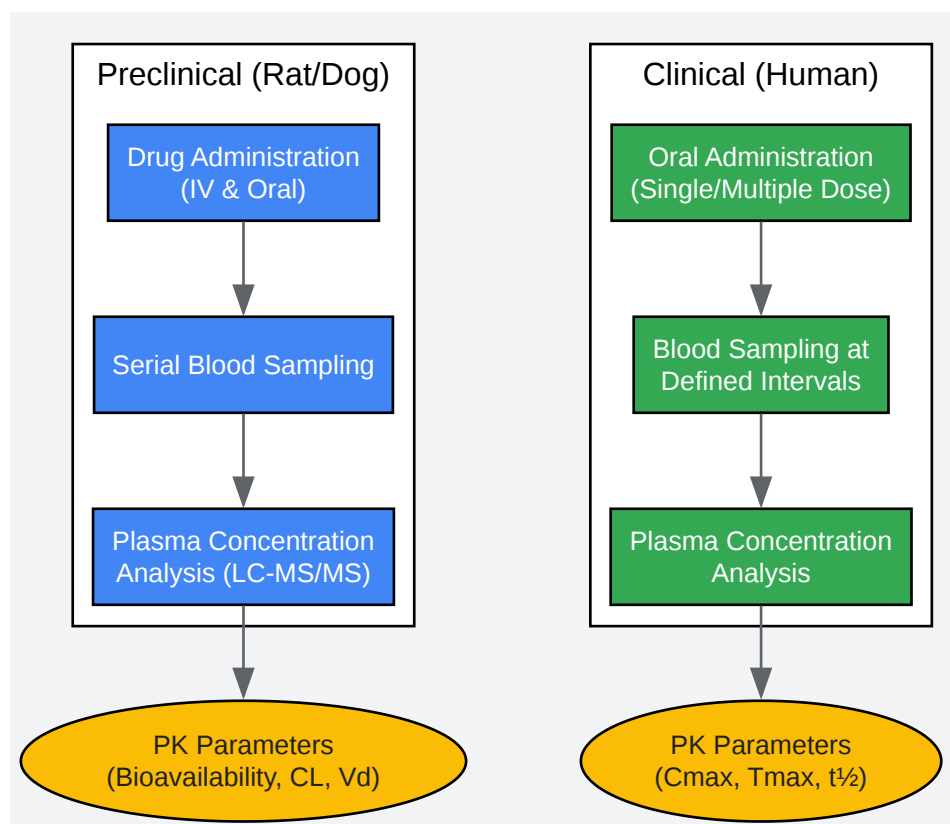 Preclinical (Rat/Dog)
Drug Administration
(IV & Oral)
Serial Blood Sampling
Plasma Concentration
Analysis (LC-MS/MS)
PK Parameters
(Bioavailability, CL, Vd)
Clinical (Human)
Oral Administration
(Single/Multiple Dose)
Blood Sampling at
Defined Intervals
Plasma Concentration
Analysis
PK Parameters
(Cmax, Tmax, t½)